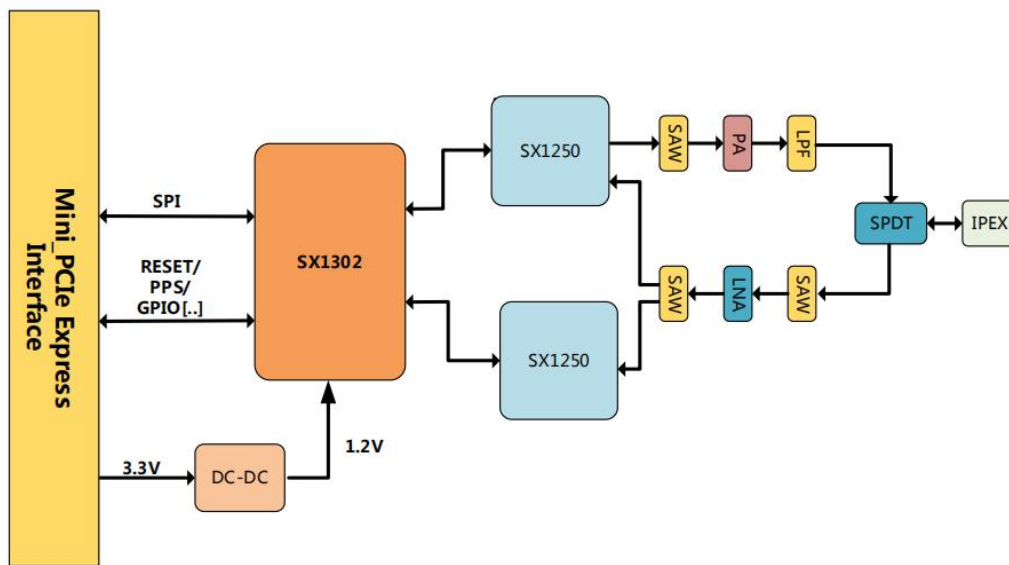 Mini_PCIe Express
Interface
SPI
RESET/
PPS/
GPIO[..]
3.3V
DC-DC
1.2V
SX1302
SX1250
SX1250
SAW
PA
LPF
SPDT
IPEX
SAW
LNA
SAW